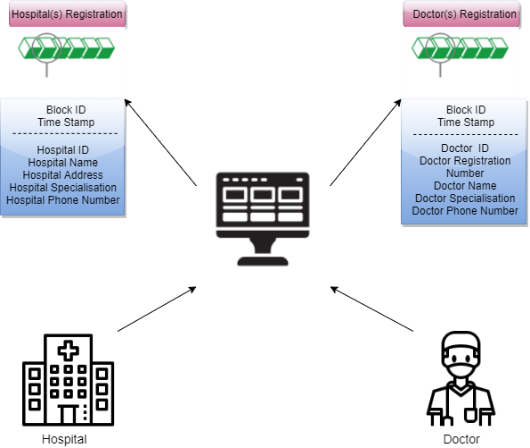 Hospital(s) Registration
Doctor(s) Registration
Block ID
Time Stamp
Hospital ID
Hospital Name
Hospital Address
Hospital Specialisation
Hospital Phone Number
Block ID
Time Stamp
Doctor ID
Doctor Registration
Number
Doctor Name
Doctor Specialisation
Doctor Phone Number
Hospital
Doctor